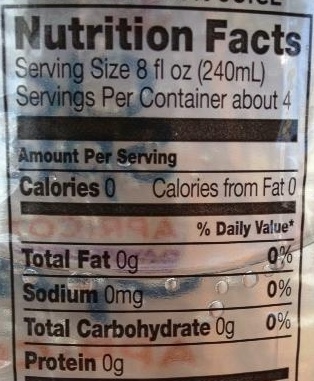 Nutrition Facts
Serving Size 8 fl oz (240mL)
Servings Per Container about 4
Amount Per Serving
Calories 0 Calories from Fat 0
% Daily Value*
Total Fat 0g 0%
Sodium 0mg 0%
Total Carbohydrate 0g 0%
Protein 0g